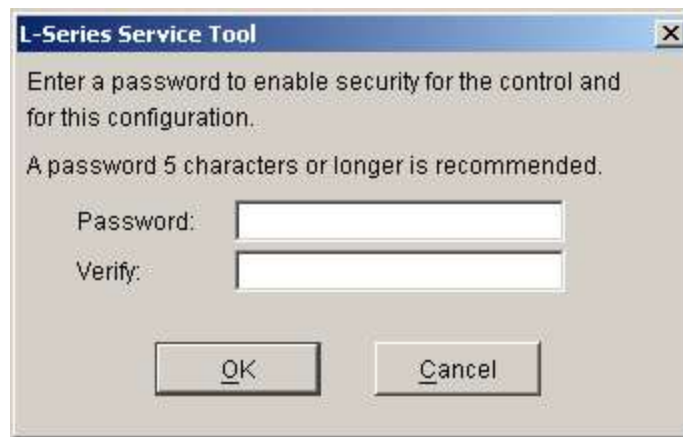 L-Series Service Tool
Enter a password to enable security for the control and
for this configuration.
A password 5 characters or longer is recommended.
Password:
Verify:
OK
Cancel